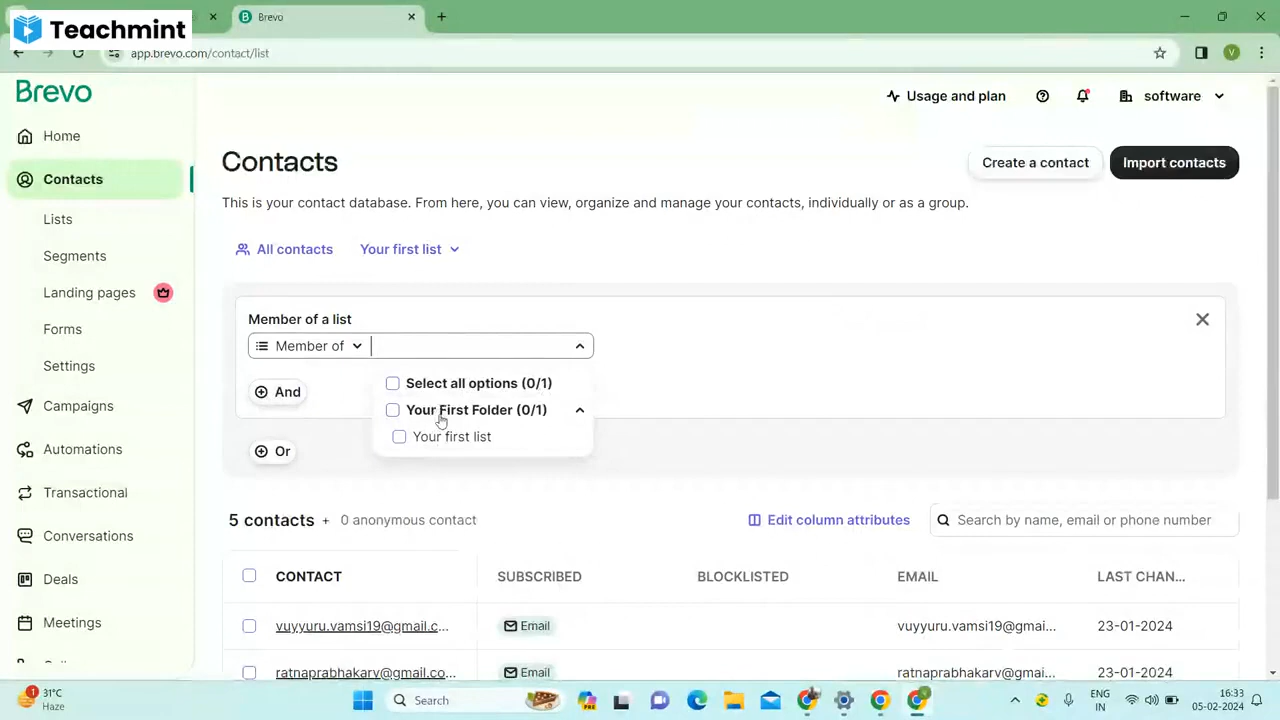 Teachmint
Brevo
app.brevo.com/contact/list
V
Brevo
Usage and plan
software
Home
Contacts
Lists
Segments
Landing pages
Forms
Settings
Campaigns
Automations
Transactional
Conversations
Deals
Meetings
Contacts
Create a contact
Import contacts
This is your contact database. From here, you can view, organize and manage your contacts, individually or as a group.
All contacts
Your first list
Member of a list
Member of
Select all options (0/1)
And
Your First Folder (0/1)
Your first list
Or
5 contacts + 0 anonymous contact
Edit column attributes
Search by name, email or phone number
CONTACT SUBSCRIBED BLOCKLISTED EMAIL LAST CHAN...
vuyyuru.vamsi19@gmail.c... Email vuyyuru.vamsi19@gmai... 23-01-2024
ratnaprabhakarv@gmail.co... Email ratnaprabhakarv@gmai... 23-01-2024
1
31°C
Haze
Search
ENG
IN
16:33
05-02-2024